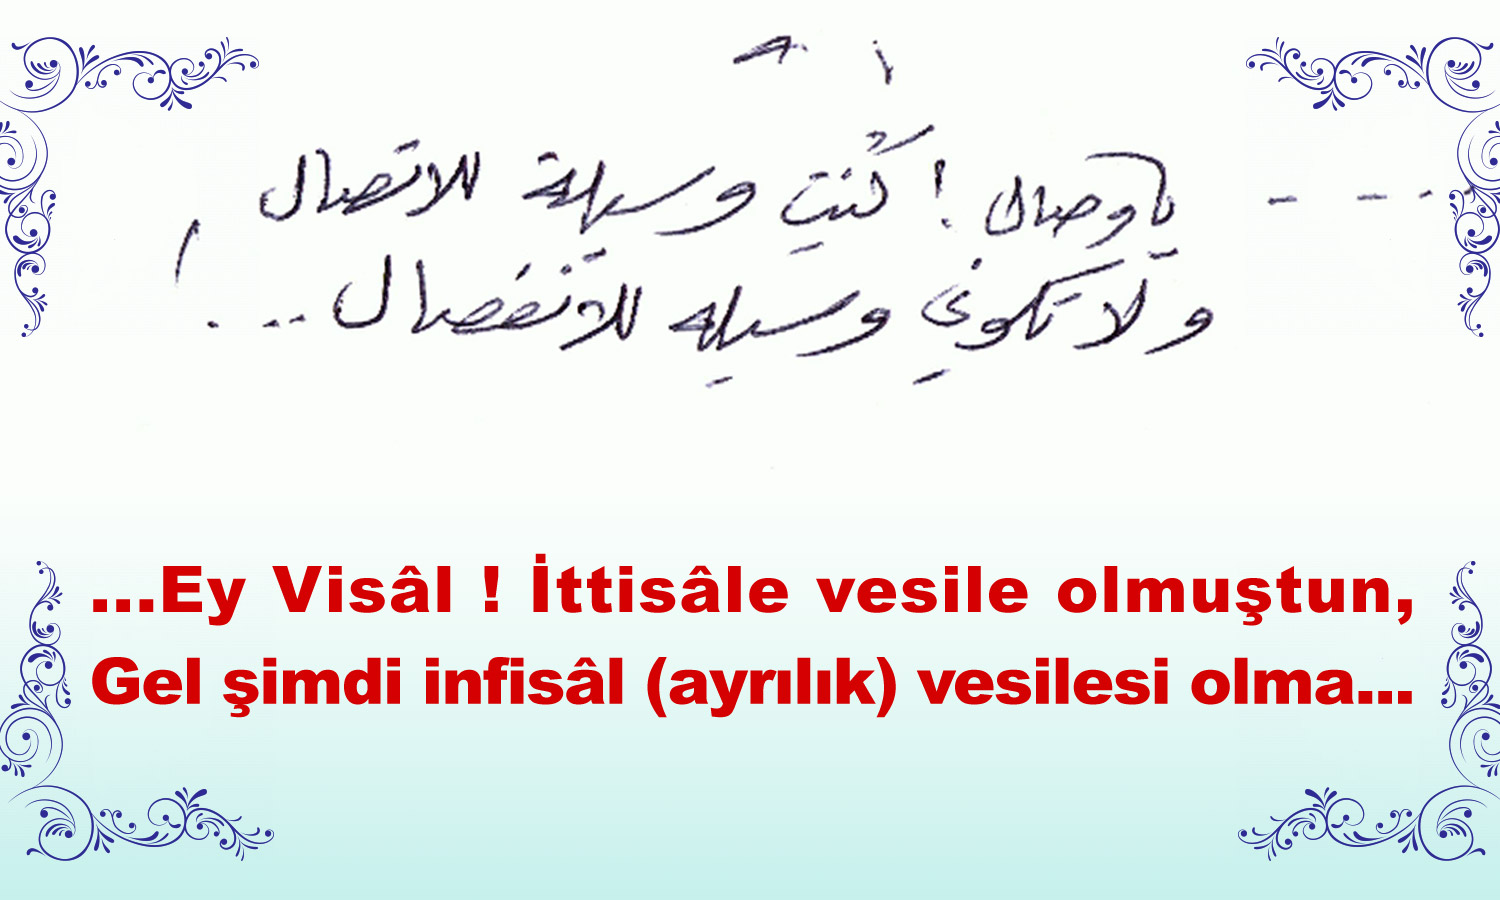 .... يا وصال ! كُنتِ وسيلة للاتصال
ولا تكوني وسيله للانفصال ... !
...Ey Visâl ! İttisâle vesile olmuştun,
Gel şimdi infisâl (ayrılık) vesilesi olma...